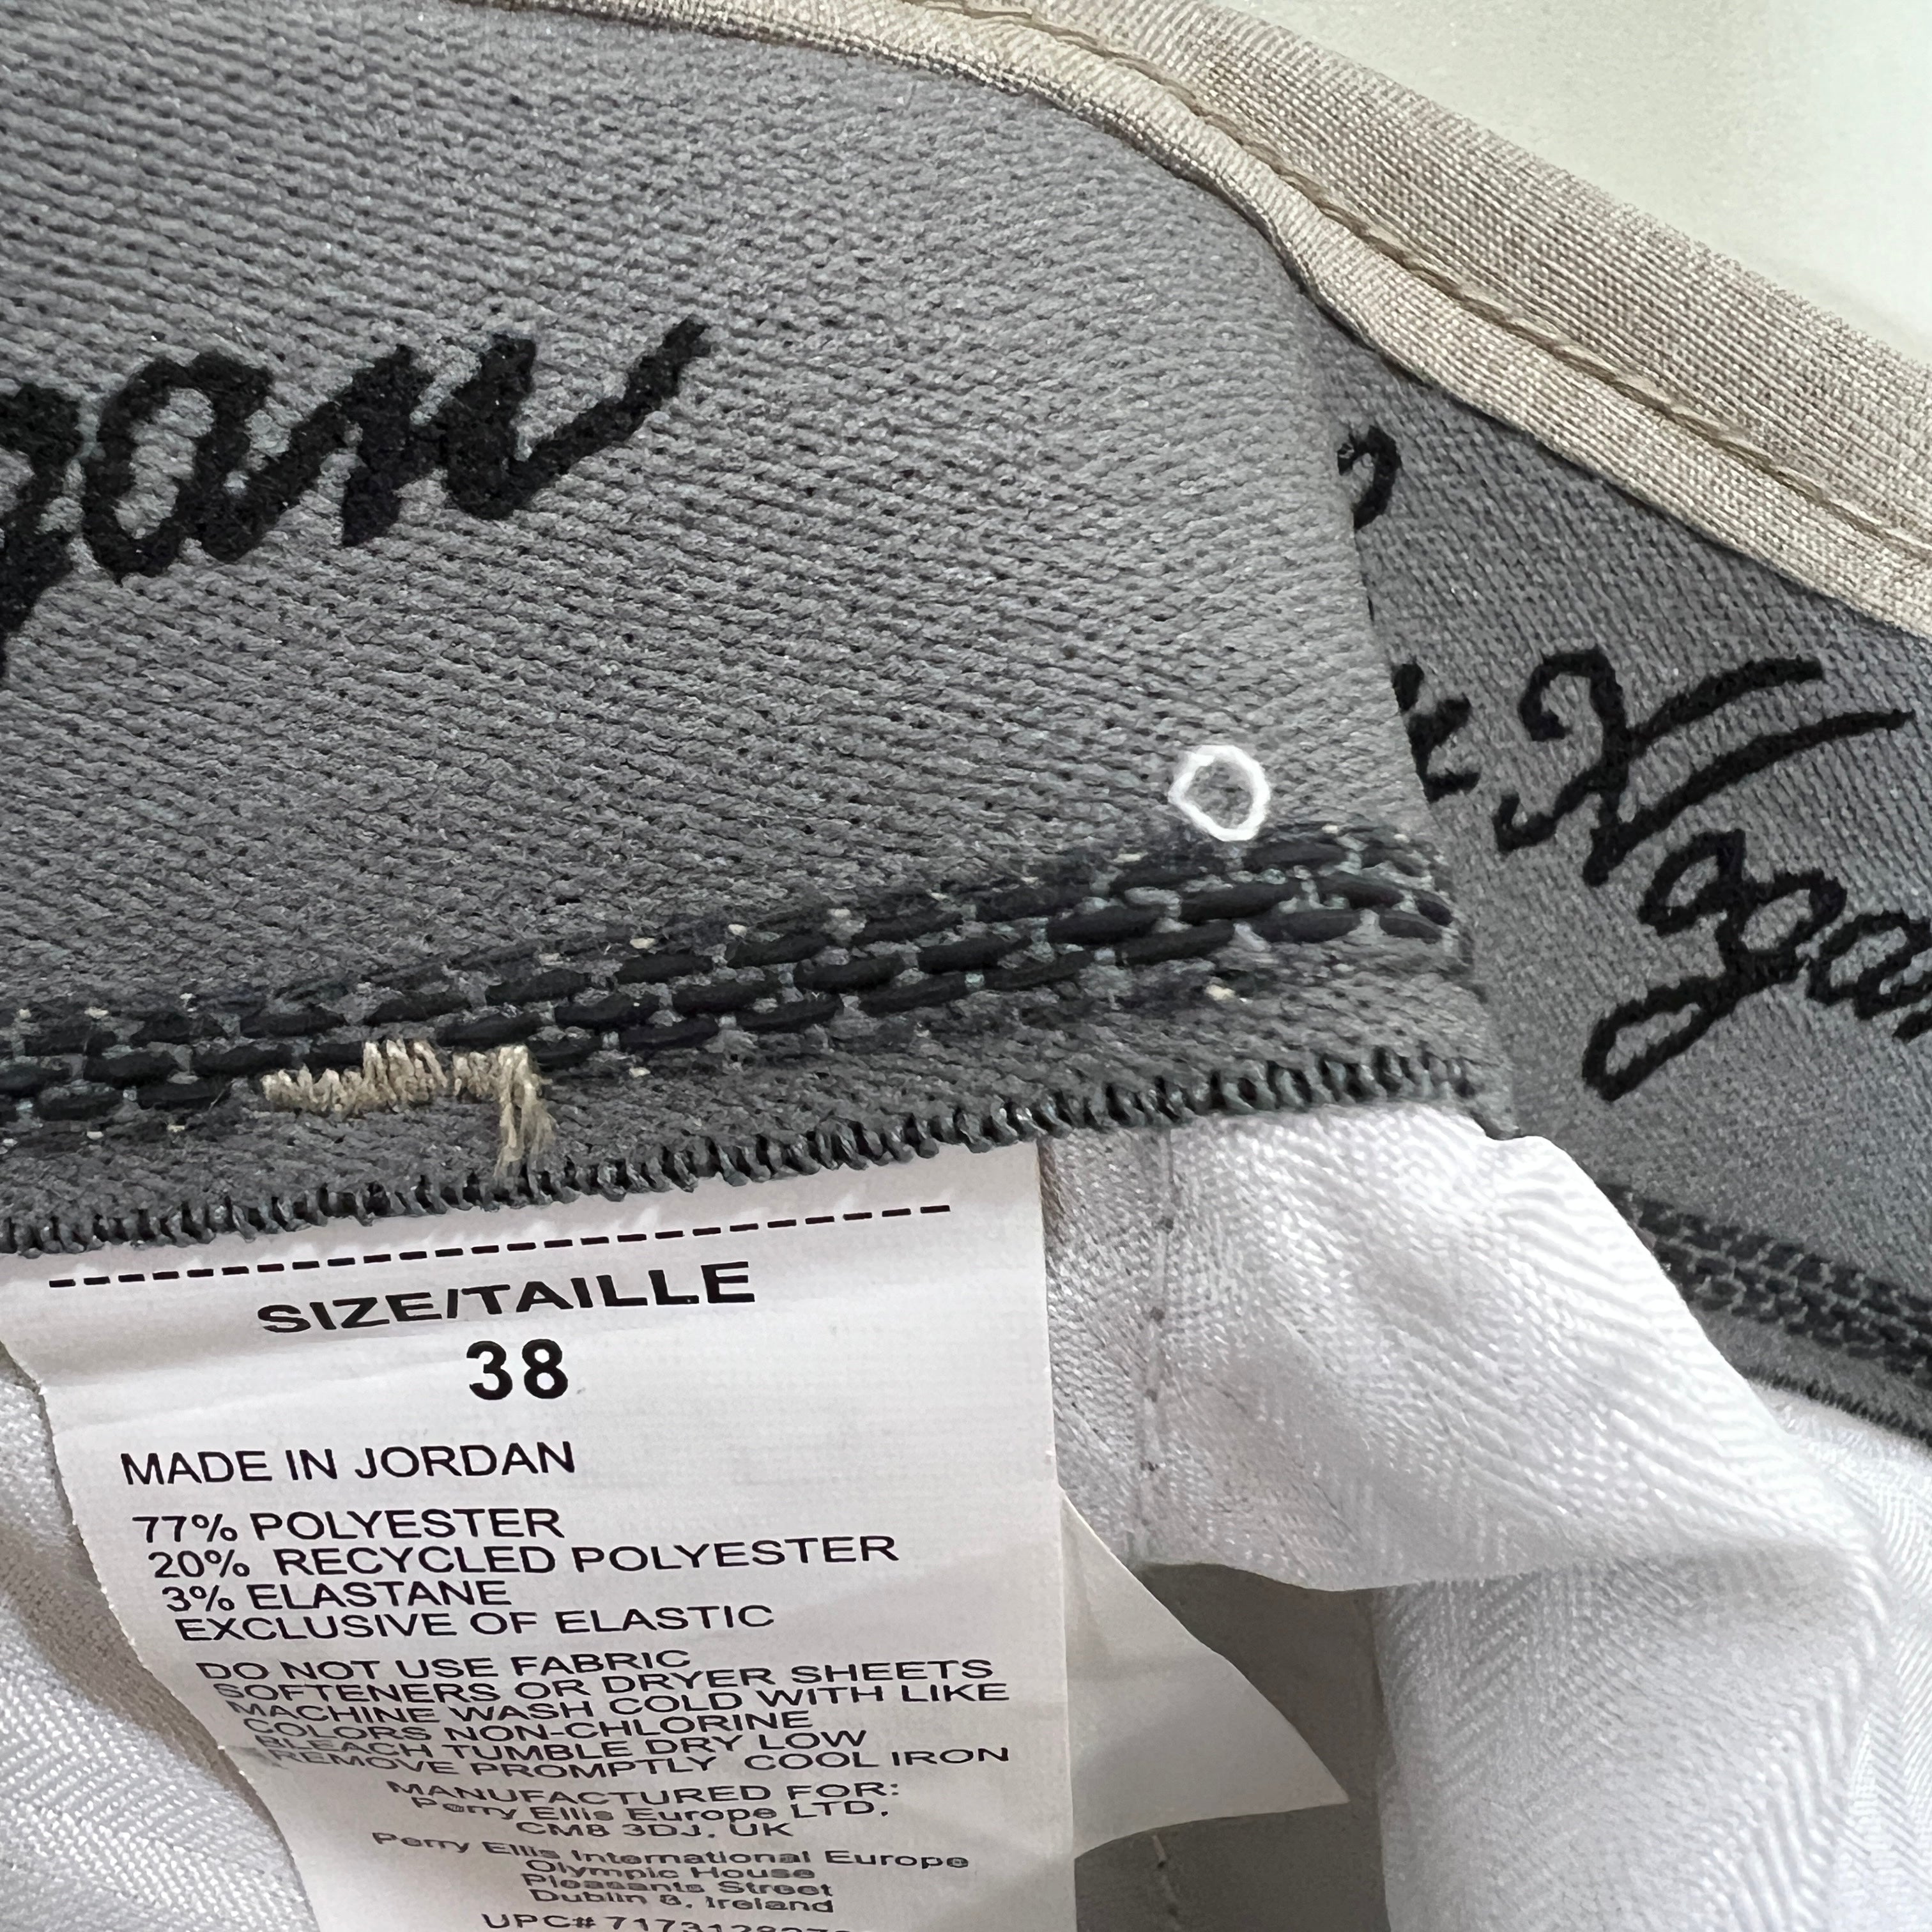 Hogan
SIZE/TAILLE
38
MADE IN JORDAN
77% POLYESTER
20% RECYCLED POLYESTER
3% ELASTANE
EXCLUSIVE OF ELASTIC
DO NOT USE FABRIC
SOFTENERS OR DRYER SHEETS
MACHINE WASH COLD WITH LIKE
COLORS NON-CHLORINE
BLEACH TUMBLE DRY LOW
REMOVE PROMPTLY COOL IRON
MANUFACTURED FOR:
Perry Ellis Europe LTD.
CM8 3DJ. UK
Perry Ellis International Europe
Olympic House
Pleasants Street
Dublin 8, Ireland
UPC#